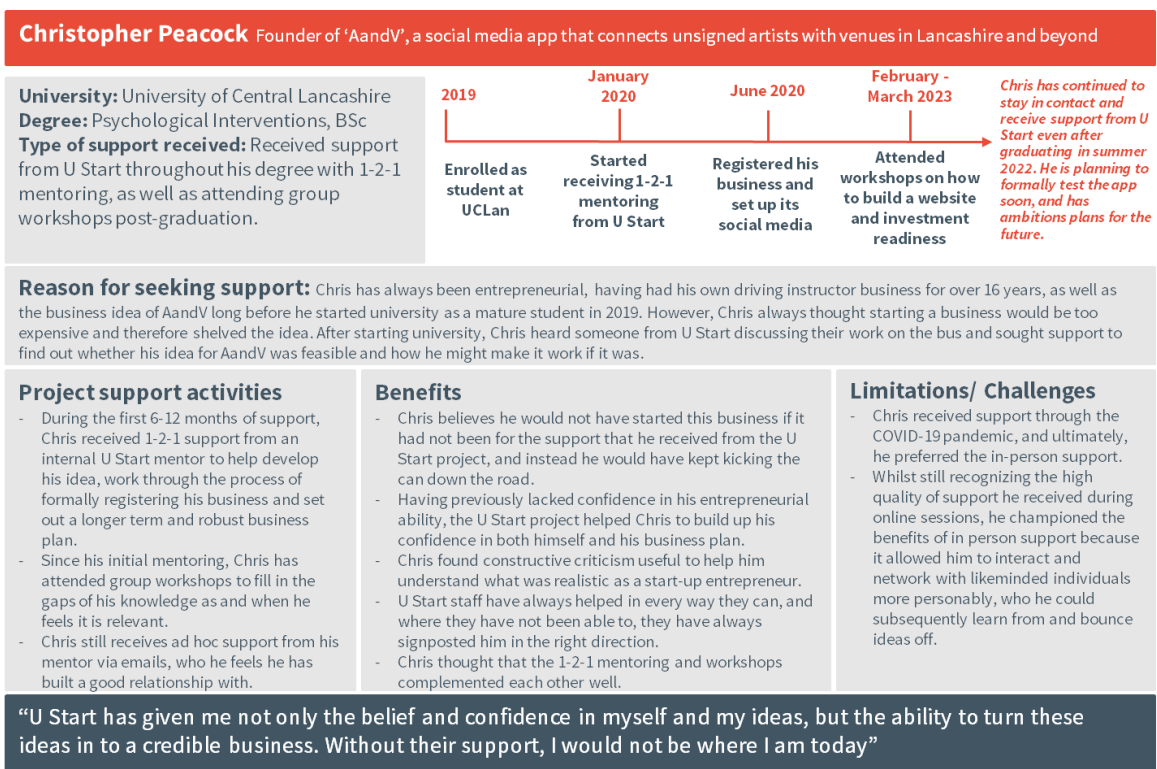 Christopher Peacock Founder of ‘AandV’, a social media app that connects unsigned artists with venues in Lancashire and beyond
University: University of Central Lancashire
Degree: Psychological Interventions, BSc
Type of support received: Received support
from U Start throughout his degree with 1-2-1
mentoring, as well as attending group
workshops post-graduation.
2019
Enrolled as
student at
UCLan
January
2020
Started
receiving 1-2-1
mentoring
from U Start
June 2020
Registered his
business and
set up its
social media
February -
March 2023
Attended
workshops on how
to build a website
and investment
readiness
Chris has continued to
stay in contact and
receive support from U
Start even after
graduating in summer
2022. He is planning to
formally test the app
soon, and has
ambitions plans for the
future.
Reason for seeking support: Chris has always been entrepreneurial, having had his own driving instructor business for over 16 years, as well as
the business idea of AandV long before he started university as a mature student in 2019. However, Chris always thought starting a business would be too
expensive and therefore shelved the idea. After starting university, Chris heard someone from U Start discussing their work on the bus and sought support to
find out whether his idea for AandV was feasible and how he might make it work if it was.
Project support activities
- During the first 6-12 months of support,
Chris received 1-2-1 support from an
internal U Start mentor to help develop
his idea, work through the process of
formally registering his business and set
out a longer term and robust business
plan.
- Since his initial mentoring, Chris has
attended group workshops to fill in the
gaps of his knowledge as and when he
feels it is relevant.
- Chris still receives ad hoc support from his
mentor via emails, who he feels he has
built a good relationship with.
Benefits
- Chris believes he would not have started this business if it
had not been for the support that he received from the U
Start project, and instead he would have kept kicking the
can down the road.
- Having previously lacked confidence in his entrepreneurial
ability, the U Start project helped Chris to build up his
confidence in both himself and his business plan.
- Chris found constructive criticism useful to help him
understand what was realistic as a start-up entrepreneur.
- U Start staff have always helped in every way they can, and
where they have not been able to, they have always
signposted him in the right direction.
- Chris thought that the 1-2-1 mentoring and workshops
complemented each other well.
Limitations/ Challenges
- Chris received support through the
COVID-19 pandemic, and ultimately,
he preferred the in-person support.
- Whilst still recognizing the high
quality of support he received during
online sessions, he championed the
benefits of in person support because
it allowed him to interact and
network with likeminded individuals
more personably, who he could
subsequently learn from and bounce
ideas off.
“U Start has given me not only the belief and confidence in myself and my ideas, but the ability to turn these
ideas in to a credible business. Without their support, I would not be where I am today”